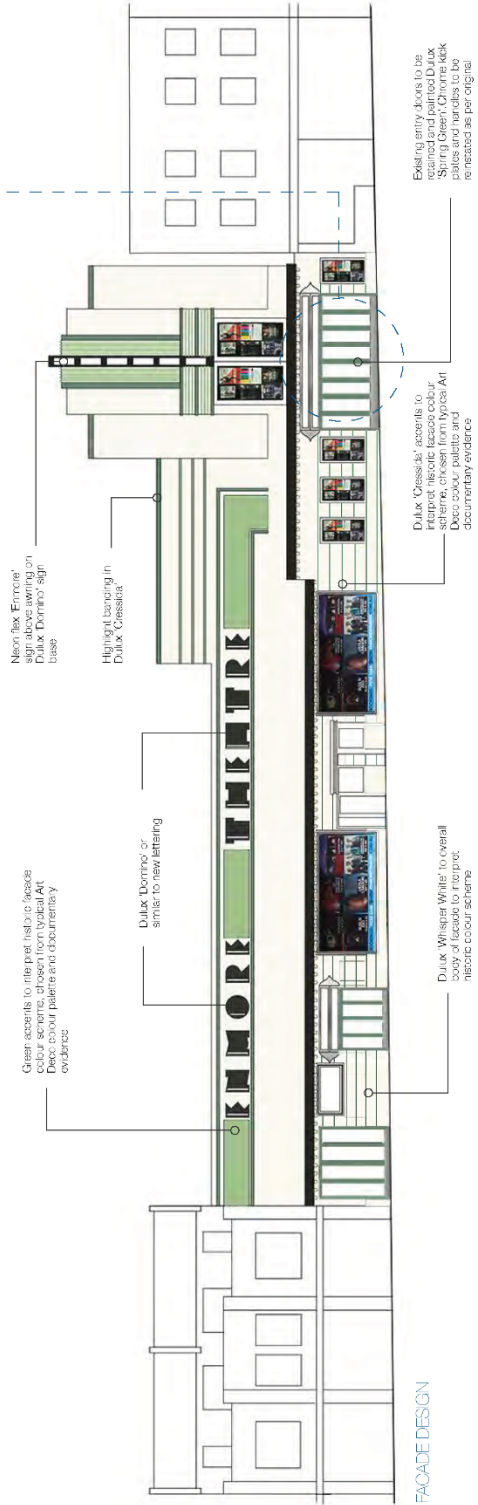 Green accents to interpret historic facade
colour scheme, chosen from typical Art
Deco colour palette and documentary
evidence
Dulux 'Domino' or
similar to new lettering
Highlight banding in
Dulux 'Cressida'
Neon flex 'Enmore'
sign above awning on
Dulux 'Domino' sign
base
ENMORE THEATRE
Dulux 'Whisper White' to overall
body of facade to interpret
historic colour scheme
Dulux 'Cressida' accents to
interpret historic facade colour
scheme, chosen from typical Art
Deco colour palette and
documentary evidence
Existing entry doors to be
retained and painted Dulux
'Spring Green'. Chrome kick
plates and handles to be
reinstated as per original
FACADE DESIGN